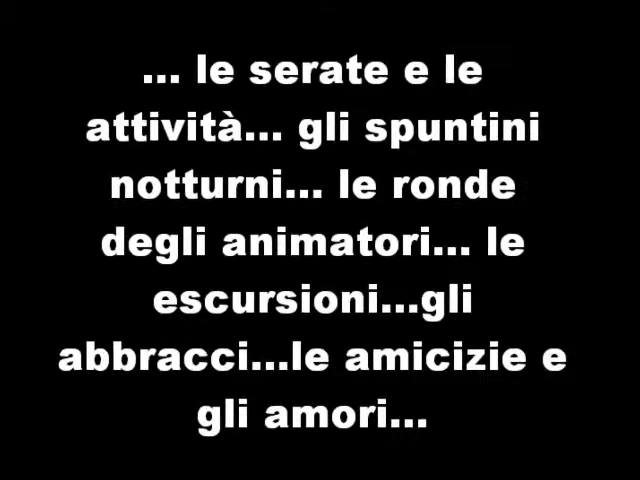 ... le serate e le
attività... gli spuntini
notturni... le ronde
degli animatori... le
escursioni...gli
abbracci...le amicizie e
gli amori...